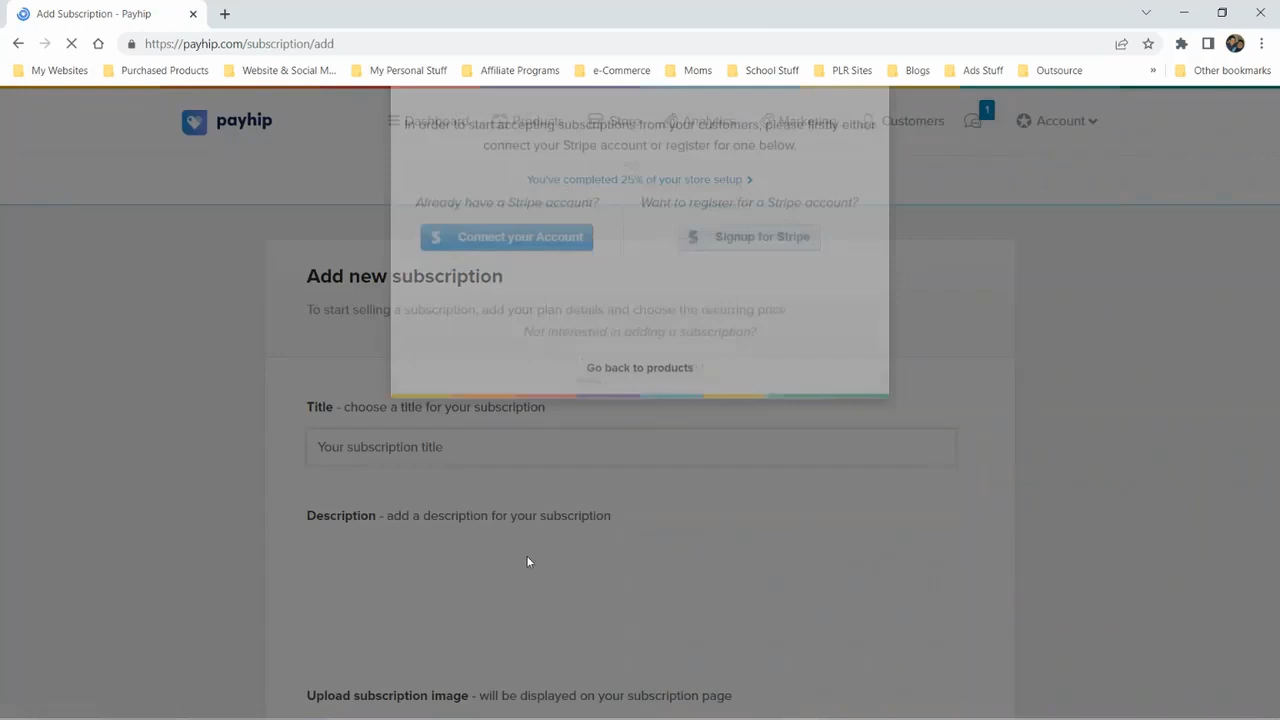 Add Subscription - Payhip
https://payhip.com/subscription/add
My Websites
Purchased Products
Website & Social M...
My Personal Stuff
Affiliate Programs
e-Commerce
Moms
School Stuff
PLR Sites
Blogs
Ads Stuff
Outsource
»
Other bookmarks
payhip
Dashboard
Products
Store
Analytics
Marketing
Customers
1
Account
In order to start accepting subscriptions from your customers, please firstly either
connect your Stripe account or register for one below.
You've completed 25% of your store setup
Already have a Stripe account?
Want to register for a Stripe account?
Connect your Account
Signup for Stripe
Add new subscription
To start selling a subscription, add your plan details and choose the recurring price
Not interested in adding a subscription?
Go back to products
Title - choose a title for your subscription
Your subscription title
Description - add a description for your subscription
Upload subscription image - will be displayed on your subscription page